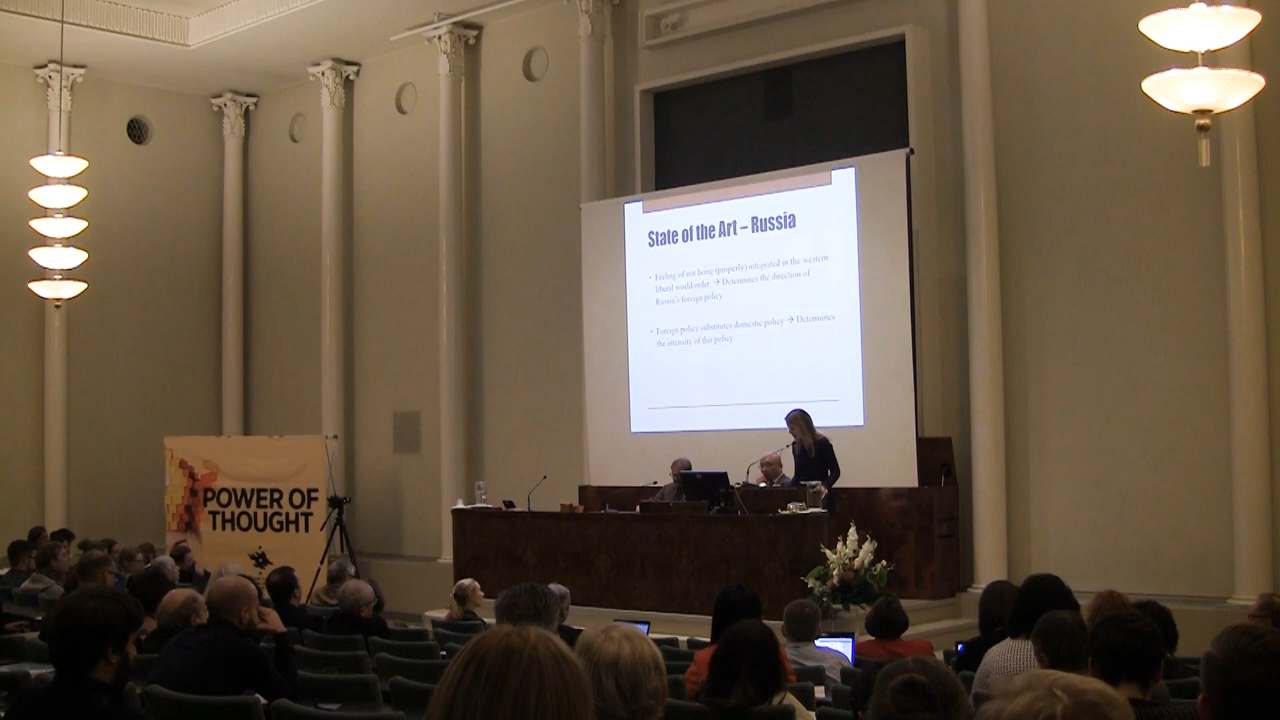 State of the Art – Russia
• Feeling of not being (properly) integrated in the western
liberal world order → Determines the direction of
Russia's foreign policy
• Foreign policy substitutes domestic policy → Determines
the intensity of this policy
POWER OF
THOUGHT